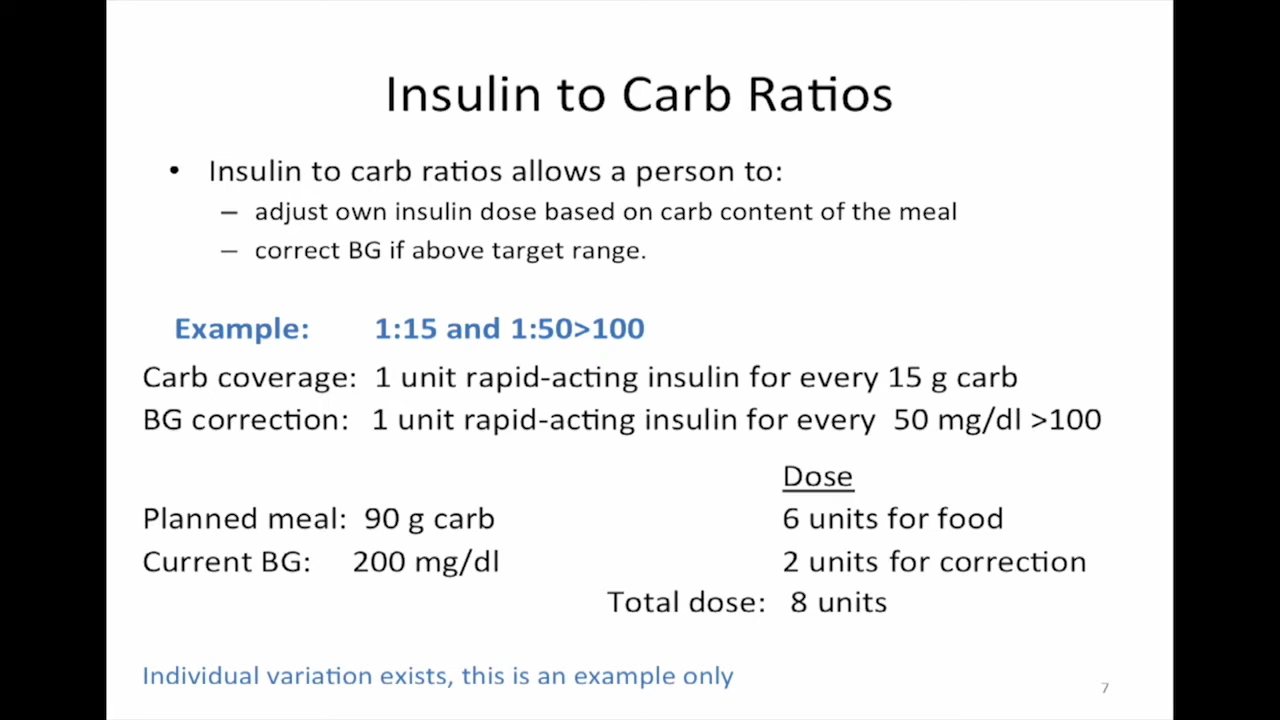 Insulin to Carb Ratios
• Insulin to carb ratios allows a person to:
– adjust own insulin dose based on carb content of the meal
– correct BG if above target range.
Example: 1:15 and 1:50>100
Carb coverage: 1 unit rapid-acting insulin for every 15 g carb
BG correction: 1 unit rapid-acting insulin for every 50 mg/dl >100
Dose
Planned meal: 90 g carb 6 units for food
Current BG: 200 mg/dl 2 units for correction
Total dose: 8 units
Individual variation exists, this is an example only
7